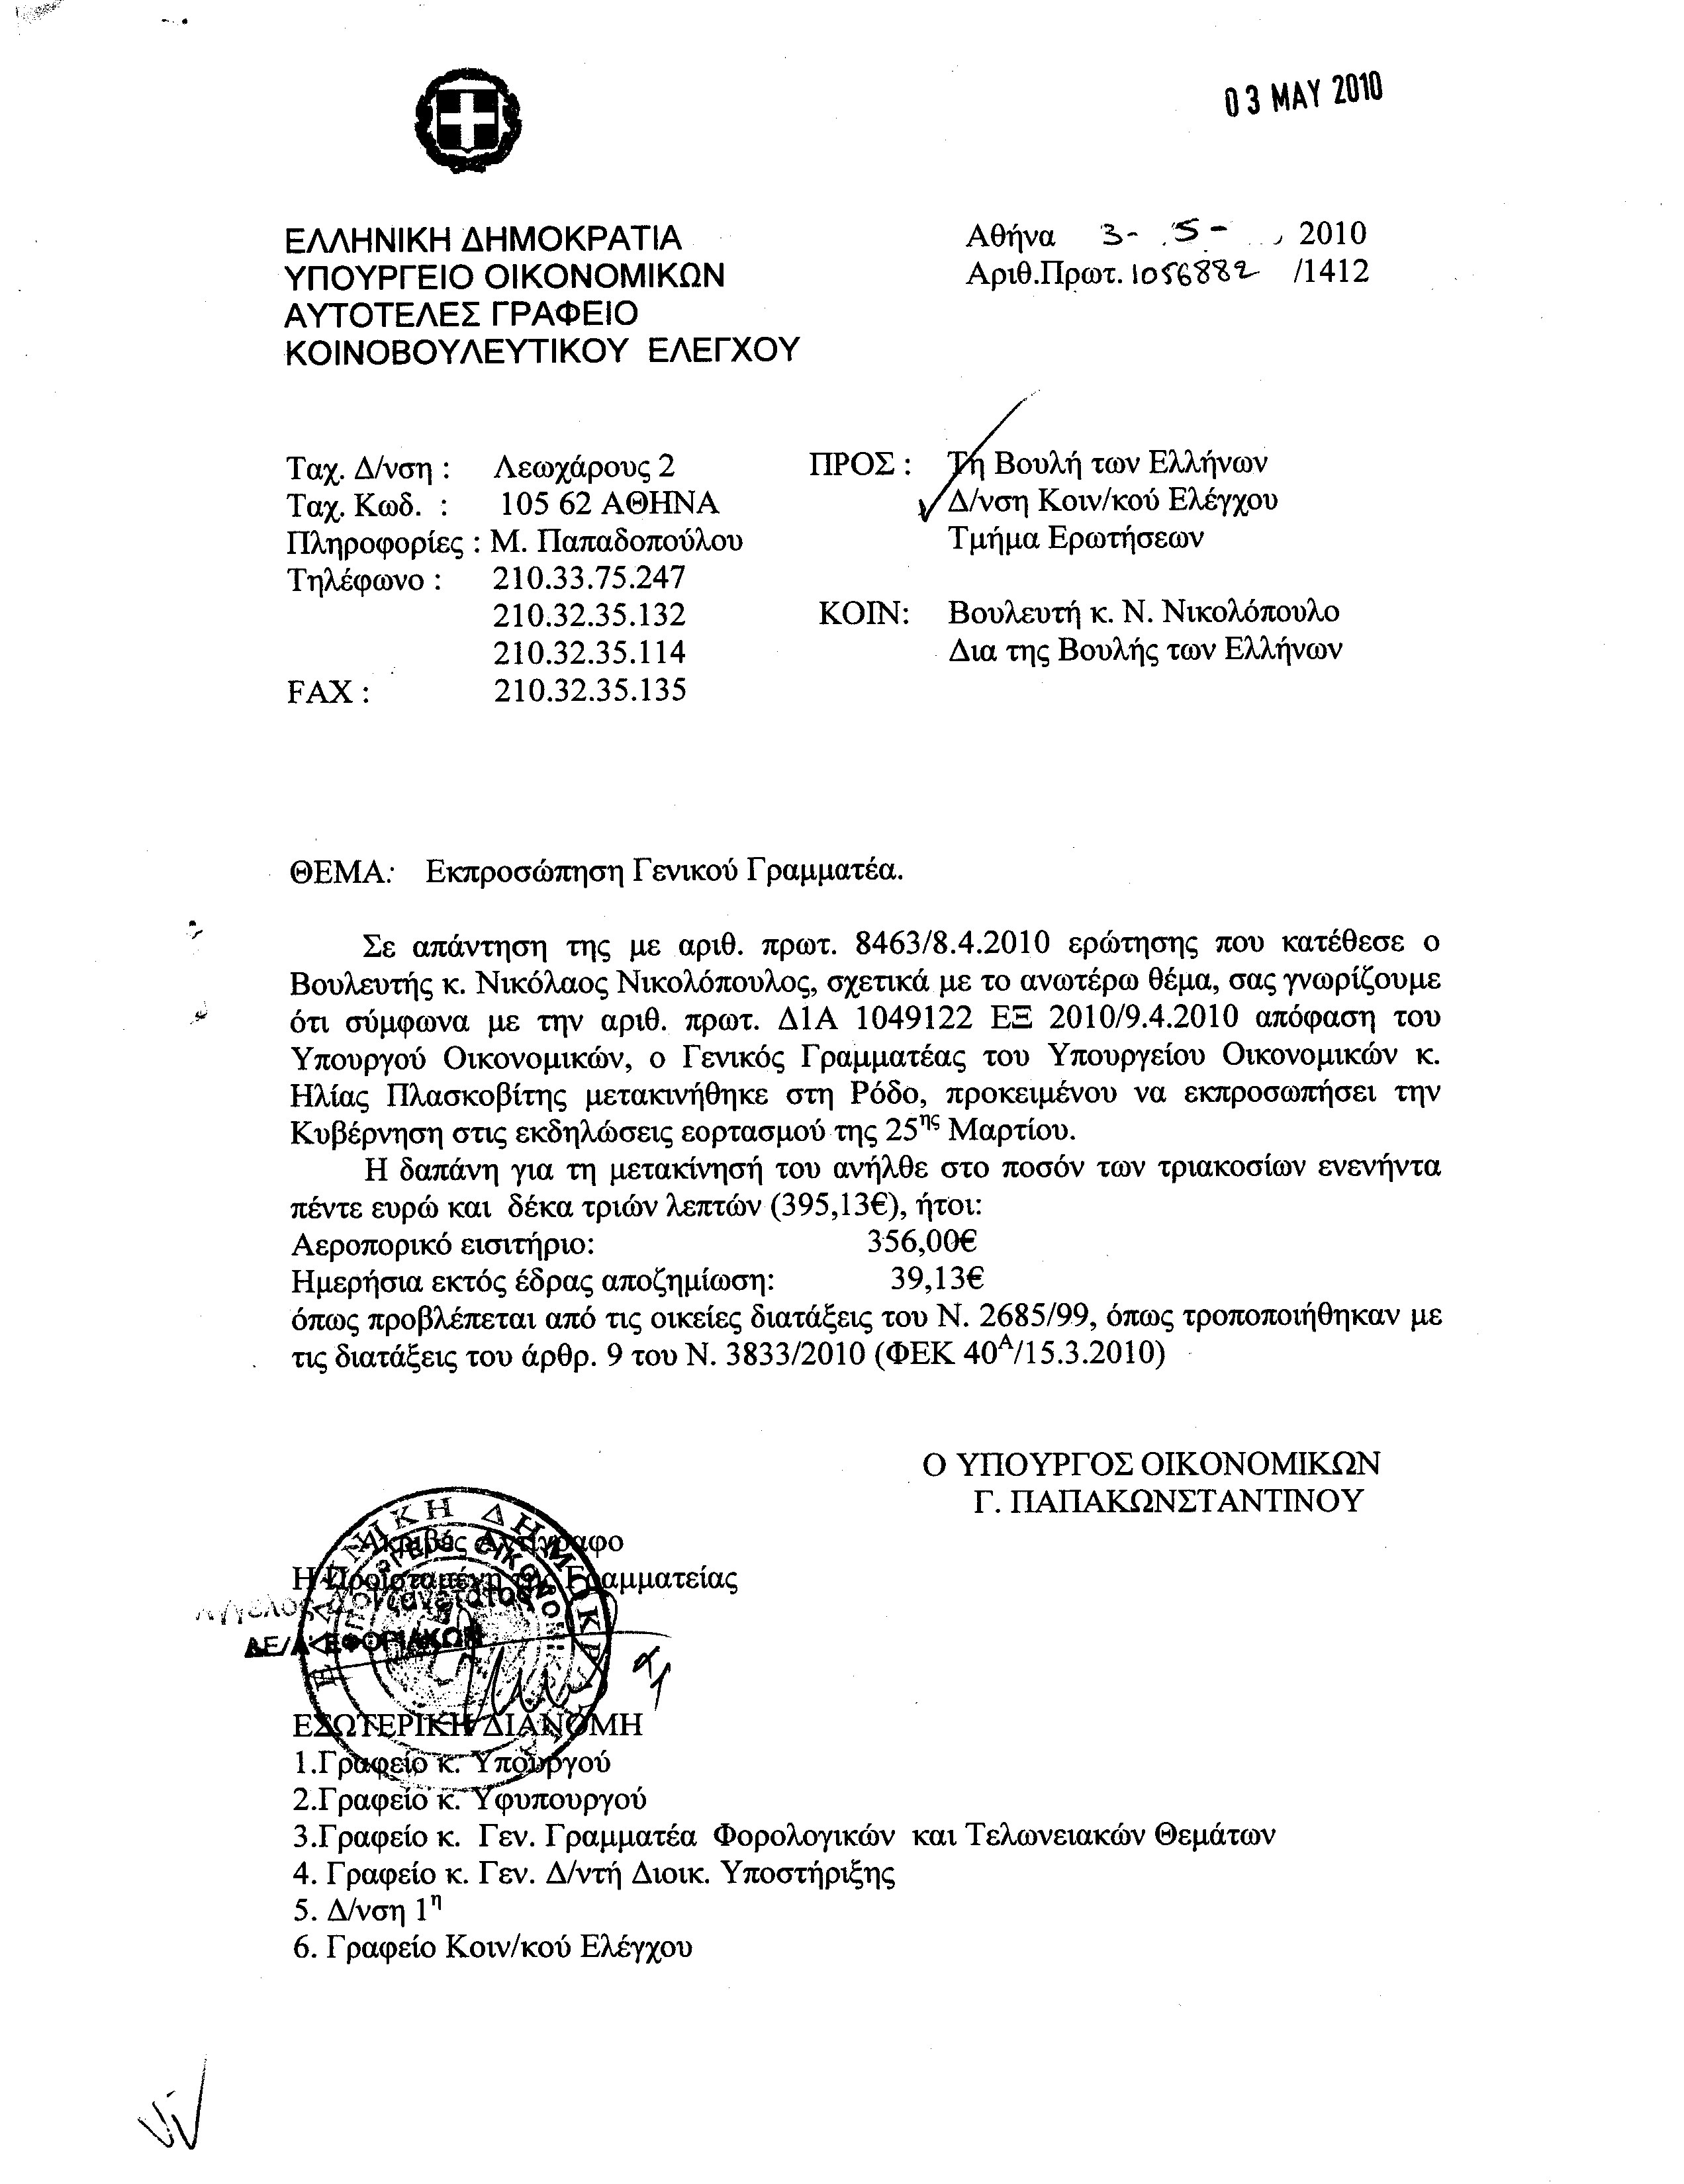 03 MAY 2010
ΕΛΛΗΝΙΚΗ ΔΗΜΟΚΡΑΤΙΑ
ΥΠΟΥΡΓΕΙΟ ΟΙΚΟΝΟΜΙΚΩΝ
ΑΥΤΟΤΕΛΕΣ ΓΡΑΦΕΙΟ
ΚΟΙΝΟΒΟΥΛΕΥΤΙΚΟΥ ΕΛΕΓΧΟΥ
Αθήνα 3- 5- , 2010
Αριθ.Πρωτ. 1056882 /1412
Ταχ. Δ/νση : Λεωχάρους 2
Ταχ. Κωδ. : 105 62 ΑΘΗΝΑ
Πληροφορίες : Μ. Παπαδοπούλου
Τηλέφωνο : 210.33.75.247
210.32.35.132
210.32.35.114
FAX : 210.32.35.135
ΠΡΟΣ : Τη Βουλή των Ελλήνων
Δ/νση Κοιν/κού Ελέγχου
Τμήμα Ερωτήσεων
ΚΟΙΝ: Βουλευτή κ. Ν. Νικολόπουλο
Δια της Βουλής των Ελλήνων
ΘΕΜΑ: Εκπροσώπηση Γενικού Γραμματέα.
Σε απάντηση της με αριθ. πρωτ. 8463/8.4.2010 ερώτησης που κατέθεσε ο
Βουλευτής κ. Νικόλαος Νικολόπουλος, σχετικά με το ανωτέρω θέμα, σας γνωρίζουμε
ότι σύμφωνα με την αριθ. πρωτ. Δ1Α 1049122 ΕΞ 2010/9.4.2010 απόφαση του
Υπουργού Οικονομικών, ο Γενικός Γραμματέας του Υπουργείου Οικονομικών κ.
Ηλίας Πλασκοβίτης μετακινήθηκε στη Ρόδο, προκειμένου να εκπροσωπήσει την
Κυβέρνηση στις εκδηλώσεις εορτασμού της 25ης Μαρτίου.
Η δαπάνη για τη μετακίνησή του ανήλθε στο ποσόν των τριακοσίων ενενήντα
πέντε ευρώ και δέκα τριών λεπτών (395,13€), ήτοι:
Αεροπορικό εισιτήριο: 356,00€
Ημερήσια εκτός έδρας αποζημίωση: 39,13€
όπως προβλέπεται από τις οικείες διατάξεις του Ν. 2685/99, όπως τροποποιήθηκαν με
τις διατάξεις του άρθρ. 9 του Ν. 3833/2010 (ΦΕΚ 40Α/15.3.2010)
Ο ΥΠΟΥΡΓΟΣ ΟΙΚΟΝΟΜΙΚΩΝ
Γ. ΠΑΠΑΚΩΝΣΤΑΝΤΙΝΟΥ
Ακριβές Αντίγραφο
Η Προϊσταμένη της Γραμματείας
ΔΕ/Α ΕΦΟΡΙΑΚΩΝ
ΕΣΩΤΕΡΙΚΗ ΔΙΑΝΟΜΗ
1.Γραφείο κ. Υπουργού
2.Γραφείο κ. Υφυπουργού
3.Γραφείο κ. Γεν. Γραμματέα Φορολογικών και Τελωνειακών Θεμάτων
4. Γραφείο κ. Γεν. Δ/ντή Διοικ. Υποστήριξης
5. Δ/νση 1η
6. Γραφείο Κοιν/κού Ελέγχου